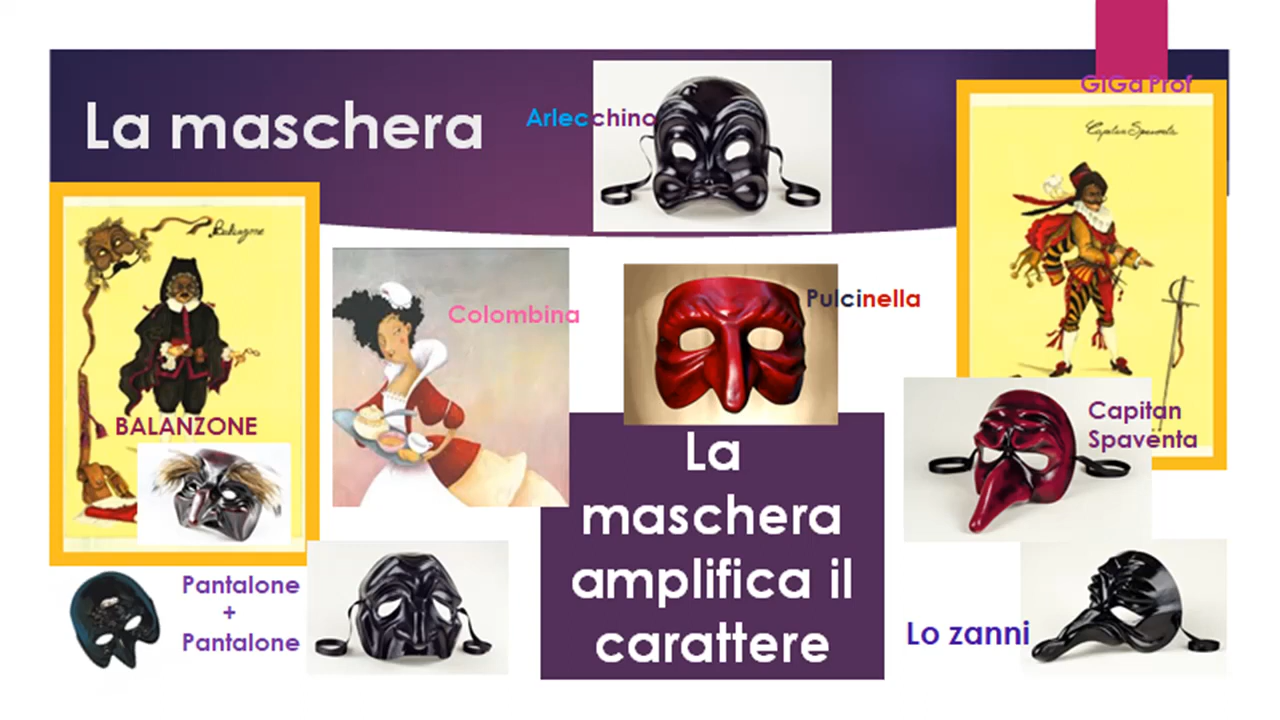 GiGa Prof
La maschera
Arlecchino
Capitan Spaventa
Balanzone
Colombina
Pulcinella
BALANZONE
Capitan
Spaventa
La
maschera
amplifica il
carattere
Pantalone
+
Pantalone
Lo zanni